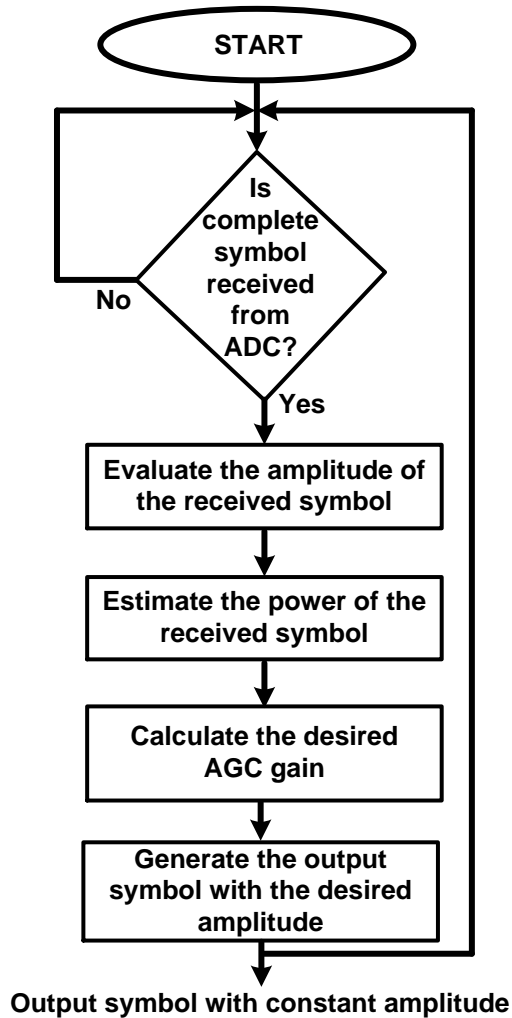 START
Is
complete
symbol
received
from
ADC?
No
Yes
Evaluate the amplitude of
the received symbol
Estimate the power of the
received symbol
Calculate the desired
AGC gain
Generate the output
symbol with the desired
amplitude
Output symbol with constant amplitude